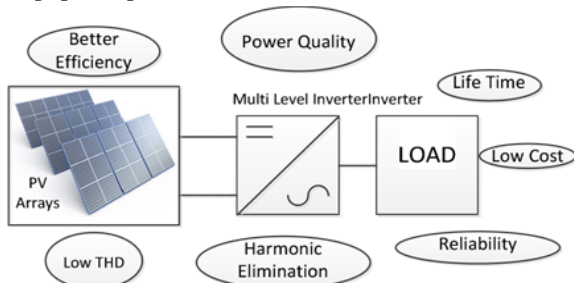 Better
Efficiency
Power Quality
Life Time
Multi Level InverterInverter
PV
Arrays
LOAD
Low Cost
Low THD
Harmonic
Elimination
Reliability